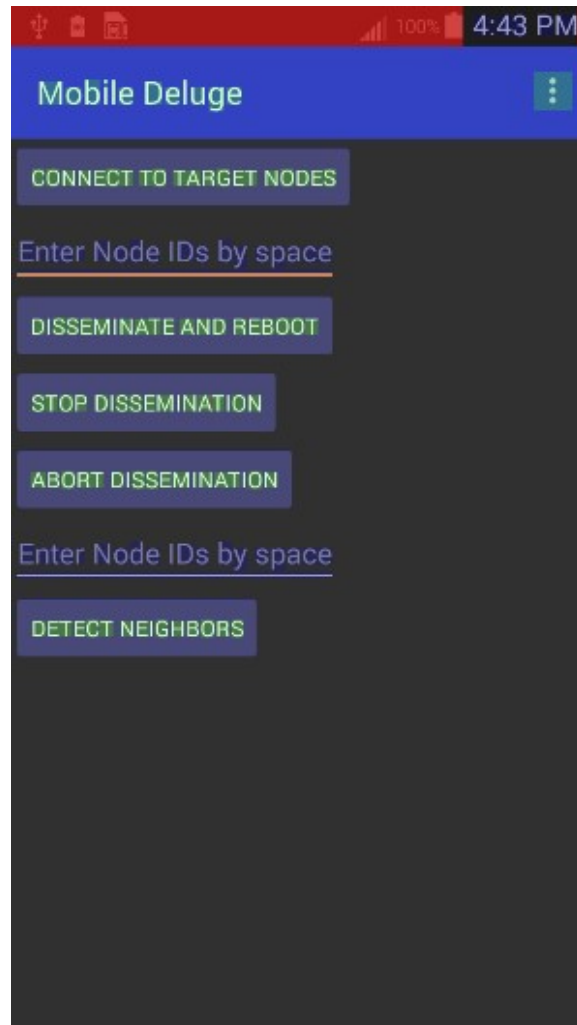 100% 4:43 PM
Mobile Deluge
CONNECT TO TARGET NODES
Enter Node IDs by space
DISSEMINATE AND REBOOT
STOP DISSEMINATION
ABORT DISSEMINATION
Enter Node IDs by space
DETECT NEIGHBORS